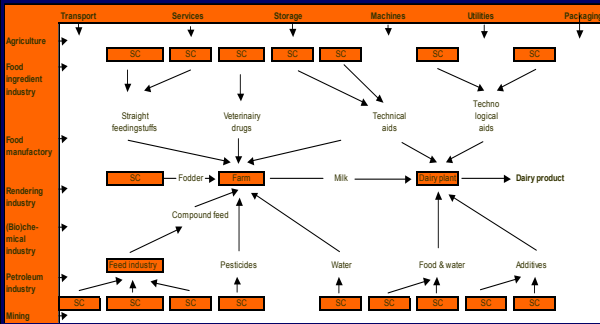 Transport Services Storage Machines Utilities Packaging
Agriculture
SC SC SC SC SC SC SC
Food
ingredient
industry
Straight
feedingstuffs
Veterinairy
drugs
Technical
aids
Techno
logical
aids
Food
manufactory
SC Fodder Farm Milk Dairy plant Dairy product
Rendering
industry
Compound feed
(Bio)che-
mical
industry
Feed industry Pesticides Water Food & water Additives
Petroleum
industry
SC SC SC SC SC SC SC SC SC
Mining